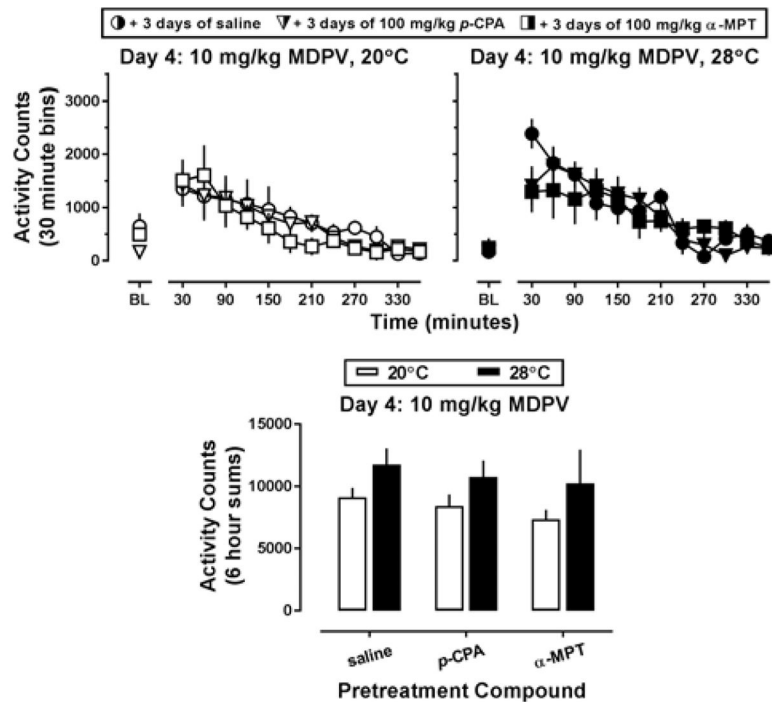 + 3 days of saline + 3 days of 100 mg/kg p-CPA + 3 days of 100 mg/kg α-MPT
Day 4: 10 mg/kg MDPV, 20°C Day 4: 10 mg/kg MDPV, 28°C
Activity Counts
(30 minute bins)
3000
2000
1000
0
BL 30 90 150 210 270 330 BL 30 90 150 210 270 330
Time (minutes)
20°C 28°C
Day 4: 10 mg/kg MDPV
Activity Counts
(6 hour sums)
15000
10000
5000
0
saline p-CPA α-MPT
Pretreatment Compound